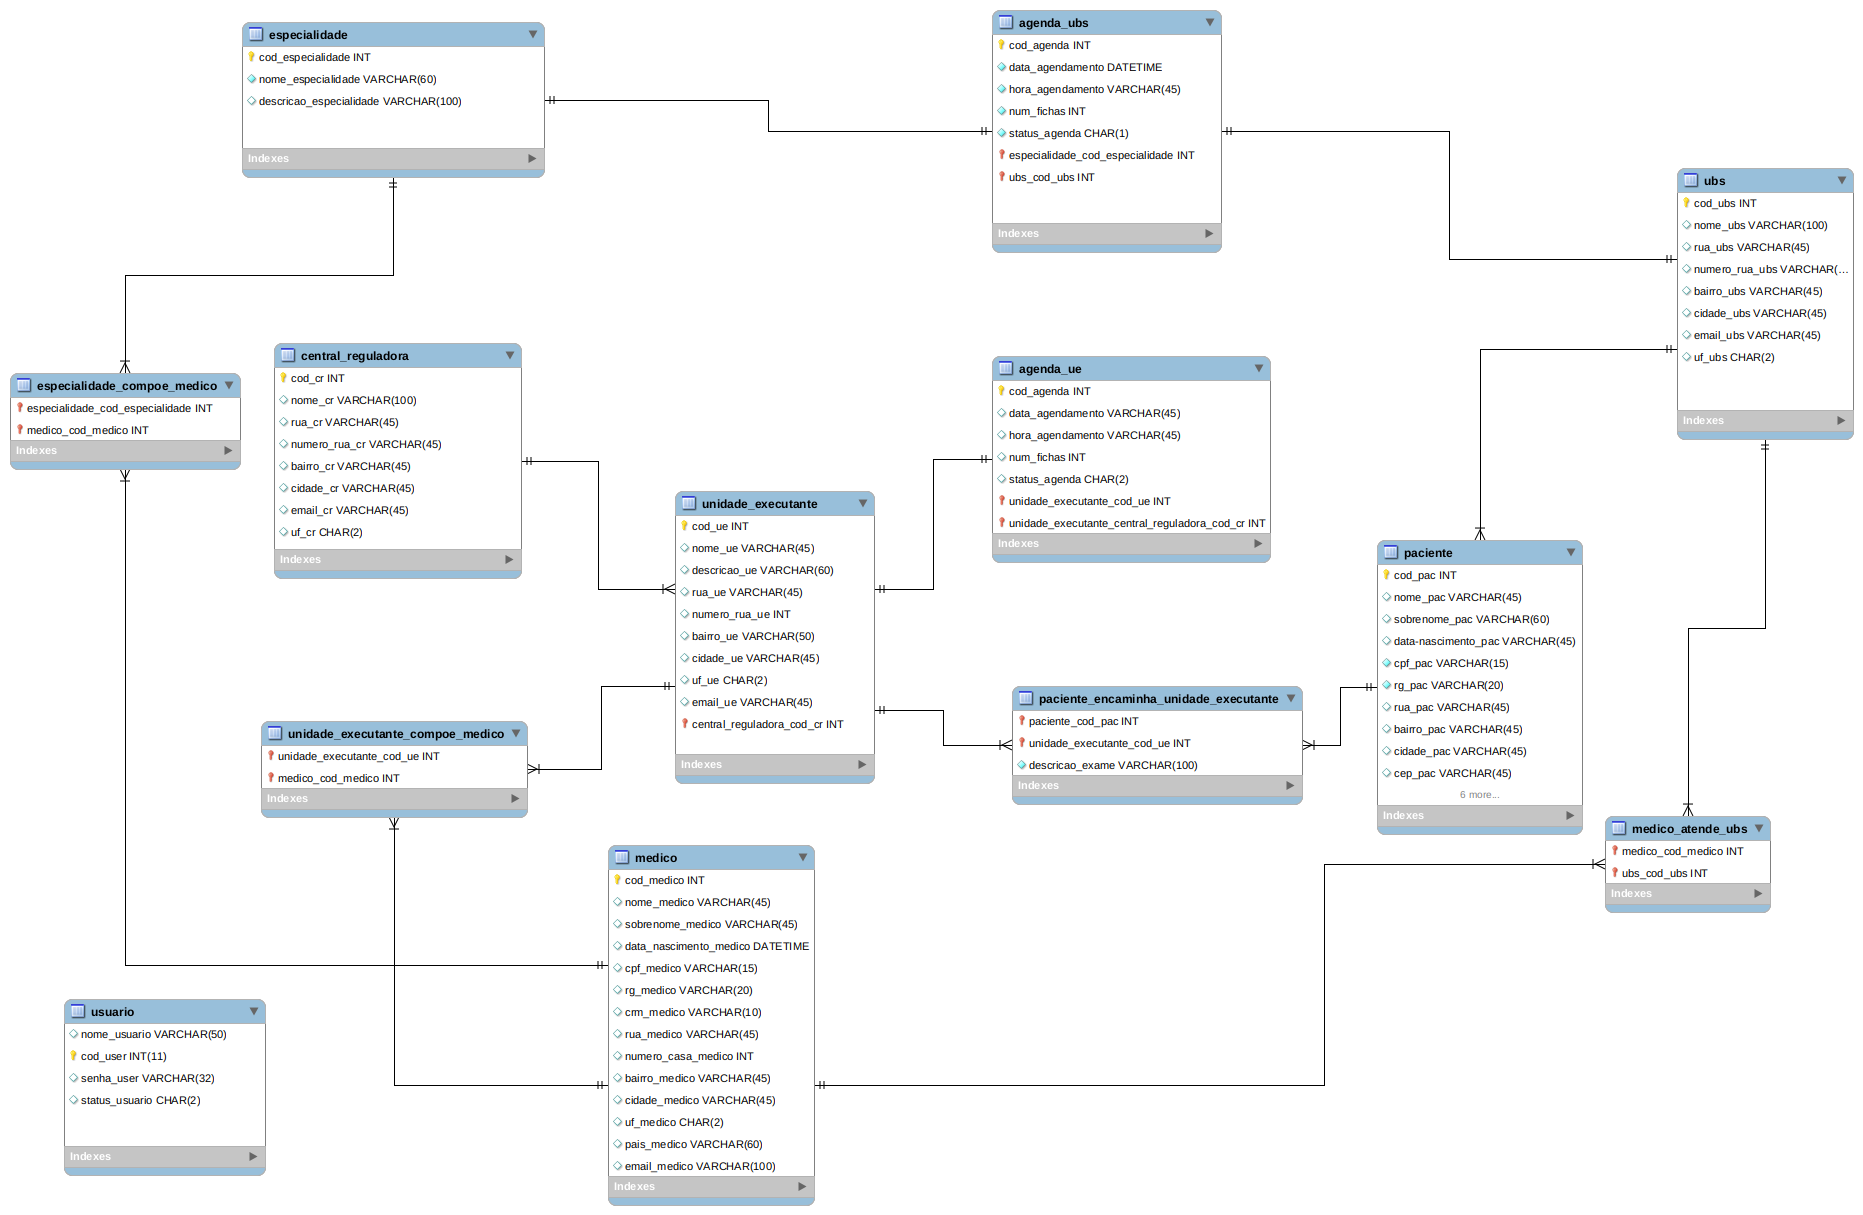 especialidade
cod_especialidade INT
nome_especialidade VARCHAR(60)
descricao_especialidade VARCHAR(100)
Indexes
agenda_ubs
cod_agenda INT
data_agendamento DATETIME
hora_agendamento VARCHAR(45)
num_fichas INT
status_agenda CHAR(1)
especialidade_cod_especialidade INT
ubs_cod_ubs INT
Indexes
ubs
cod_ubs INT
nome_ubs VARCHAR(100)
rua_ubs VARCHAR(45)
numero_rua_ubs VARCHAR(...
bairro_ubs VARCHAR(45)
cidade_ubs VARCHAR(45)
email_ubs VARCHAR(45)
uf_ubs CHAR(2)
Indexes
especialidade_compoe_medico
especialidade_cod_especialidade INT
medico_cod_medico INT
Indexes
central_reguladora
cod_cr INT
nome_cr VARCHAR(100)
rua_cr VARCHAR(45)
numero_rua_cr VARCHAR(45)
bairro_cr VARCHAR(45)
cidade_cr VARCHAR(45)
email_cr VARCHAR(45)
uf_cr CHAR(2)
Indexes
agenda_ue
cod_agenda INT
data_agendamento VARCHAR(45)
hora_agendamento VARCHAR(45)
num_fichas INT
status_agenda CHAR(2)
unidade_executante_cod_ue INT
unidade_executante_central_reguladora_cod_cr INT
Indexes
unidade_executante
cod_ue INT
nome_ue VARCHAR(45)
descricao_ue VARCHAR(60)
rua_ue VARCHAR(45)
numero_rua_ue INT
bairro_ue VARCHAR(50)
cidade_ue VARCHAR(45)
uf_ue CHAR(2)
email_ue VARCHAR(45)
central_reguladora_cod_cr INT
Indexes
paciente
cod_pac INT
nome_pac VARCHAR(45)
sobrenome_pac VARCHAR(60)
data-nascimento_pac VARCHAR(45)
cpf_pac VARCHAR(15)
rg_pac VARCHAR(20)
rua_pac VARCHAR(45)
bairro_pac VARCHAR(45)
cidade_pac VARCHAR(45)
cep_pac VARCHAR(45)
6 more...
Indexes
paciente_encaminha_unidade_executante
paciente_cod_pac INT
unidade_executante_cod_ue INT
descricao_exame VARCHAR(100)
Indexes
unidade_executante_compoe_medico
unidade_executante_cod_ue INT
medico_cod_medico INT
Indexes
medico_atende_ubs
medico_cod_medico INT
ubs_cod_ubs INT
Indexes
medico
cod_medico INT
nome_medico VARCHAR(45)
sobrenome_medico VARCHAR(45)
data_nascimento_medico DATETIME
cpf_medico VARCHAR(15)
rg_medico VARCHAR(20)
crm_medico VARCHAR(10)
rua_medico VARCHAR(45)
numero_casa_medico INT
bairro_medico VARCHAR(45)
cidade_medico VARCHAR(45)
uf_medico CHAR(2)
pais_medico VARCHAR(60)
email_medico VARCHAR(100)
Indexes
usuario
nome_usuario VARCHAR(50)
cod_user INT(11)
senha_user VARCHAR(32)
status_usuario CHAR(2)
Indexes